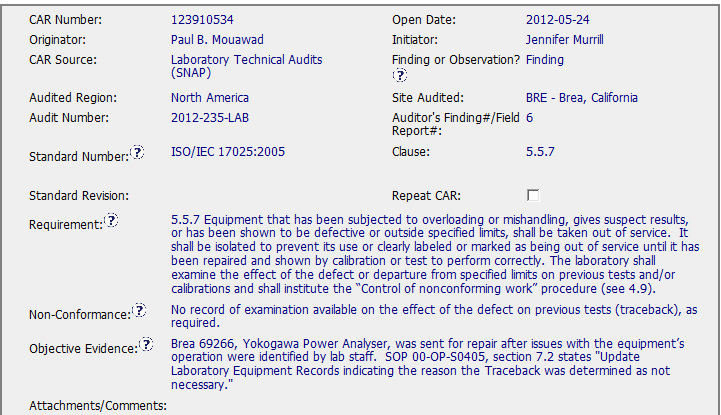 CAR Number: 123910534 Open Date: 2012-05-24
Originator: Paul B. Mouawad Initiator: Jennifer Murrill
CAR Source: Laboratory Technical Audits (SNAP) Finding or Observation? ? Finding
Audited Region: North America Site Audited: BRE - Brea, California
Audit Number: 2012-235-LAB Auditor's Finding#/Field Report#: 6
Standard Number: ? ISO/IEC 17025:2005 Clause: 5.5.7
Standard Revision: Repeat CAR:
Requirement: ? 5.5.7 Equipment that has been subjected to overloading or mishandling, gives suspect results,
or has been shown to be defective or outside specified limits, shall be taken out of service. It
shall be isolated to prevent its use or clearly labeled or marked as being out of service until it has
been repaired and shown by calibration or test to perform correctly. The laboratory shall
examine the effect of the defect or departure from specified limits on previous tests and/or
calibrations and shall institute the “Control of nonconforming work” procedure (see 4.9).
Non-Conformance: ? No record of examination available on the effect of the defect on previous tests (traceback), as
required.
Objective Evidence: ? Brea 69266, Yokogawa Power Analyser, was sent for repair after issues with the equipment’s
operation were identified by lab staff. SOP 00-OP-S0405, section 7.2 states "Update
Laboratory Equipment Records indicating the reason the Traceback was determined as not
necessary."
Attachments/Comments: